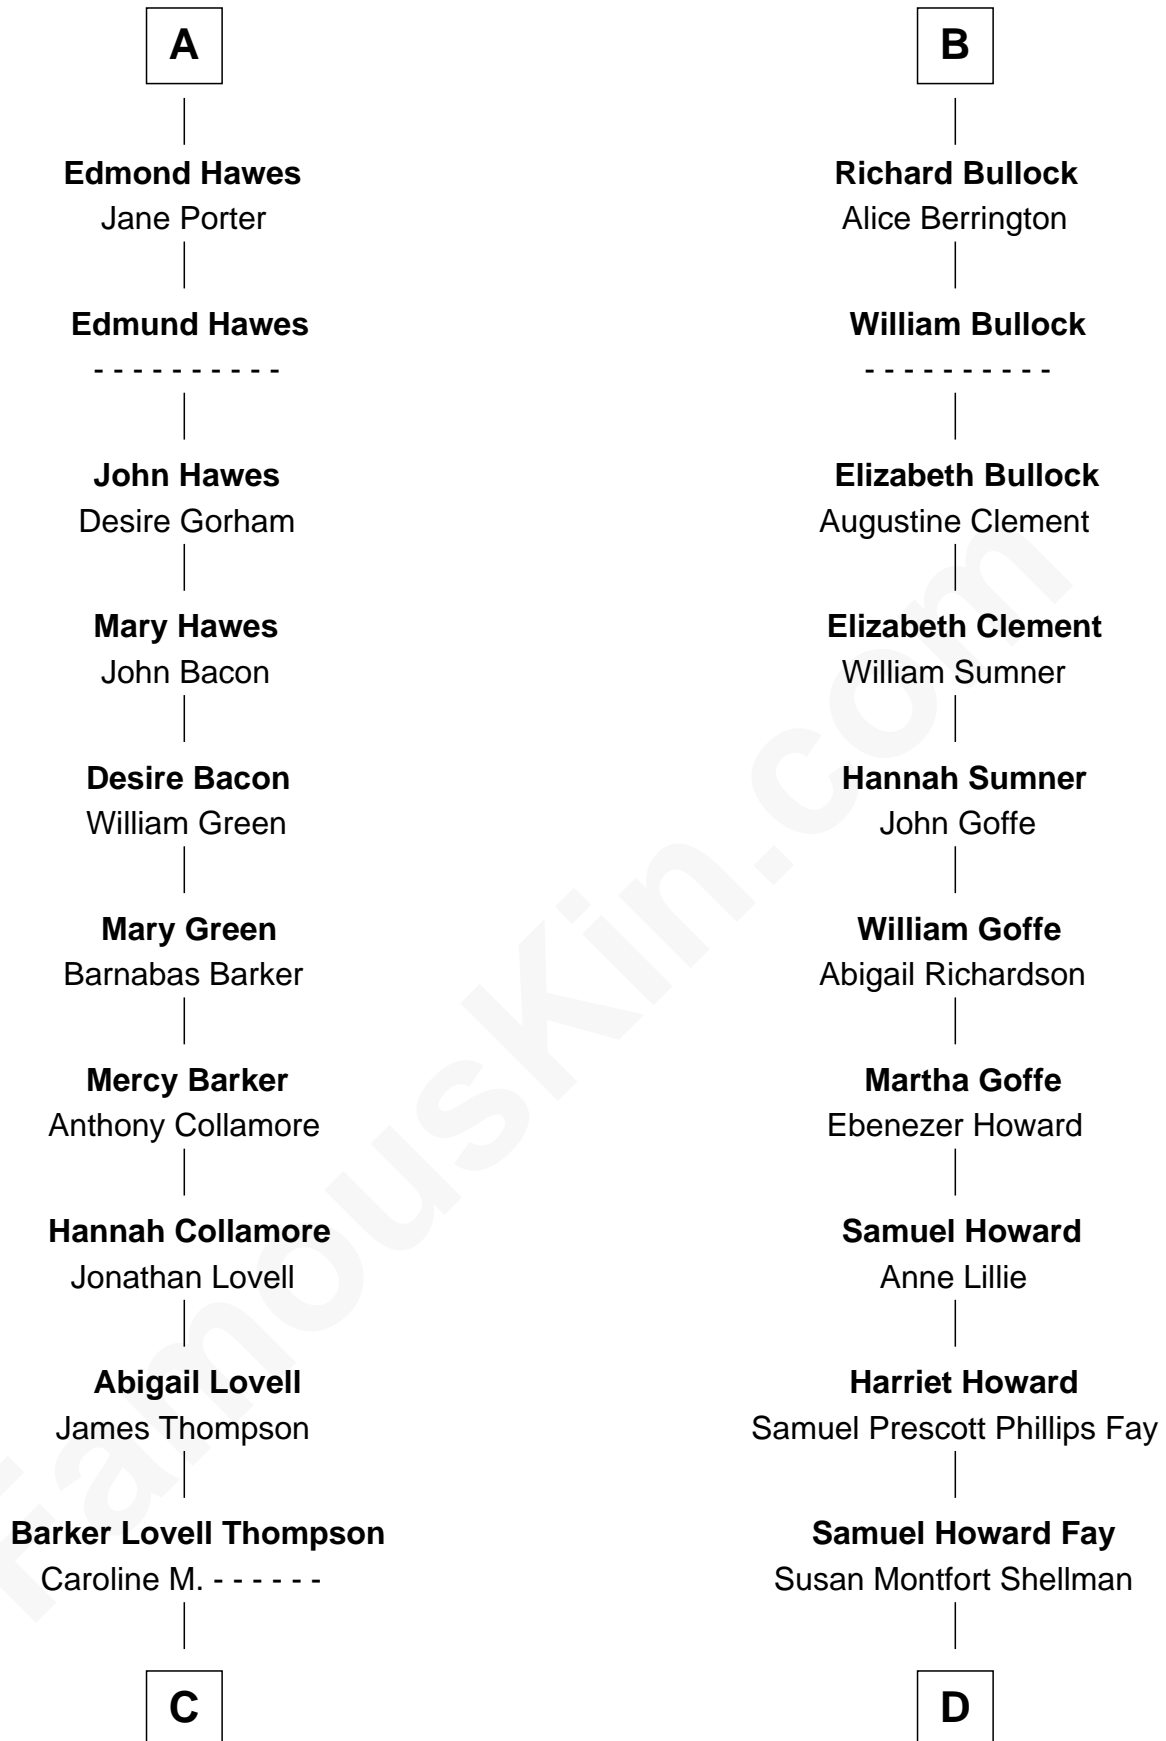 A
Edmond Hawes
Jane Porter
Edmund Hawes
- - - - - - - - - -
John Hawes
Desire Gorham
Mary Hawes
John Bacon
Desire Bacon
William Green
Mary Green
Barnabas Barker
Mercy Barker
Anthony Collamore
Hannah Collamore
Jonathan Lovell
Abigail Lovell
James Thompson
Barker Lovell Thompson
Caroline M. - - - - - -
C
B
Richard Bullock
Alice Berrington
William Bullock
- - - - - - - - - -
Elizabeth Bullock
Augustine Clement
Elizabeth Clement
William Sumner
Hannah Sumner
John Goffe
William Goffe
Abigail Richardson
Martha Goffe
Ebenezer Howard
Samuel Howard
Anne Lillie
Harriet Howard
Samuel Prescott Phillips Fay
Samuel Howard Fay
Susan Montfort Shellman
D
FamousKin.com